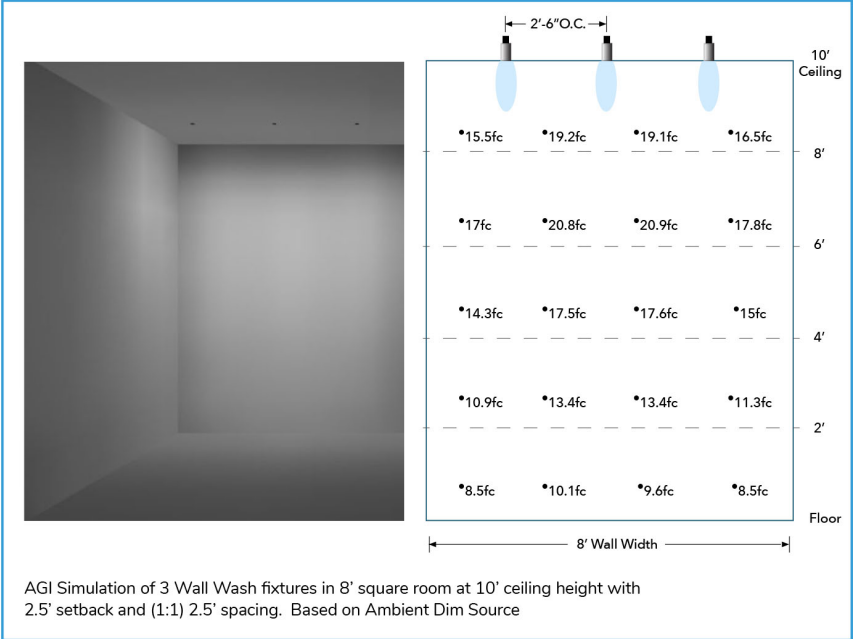 2'-6"O.C.
10'
Ceiling
15.5fc 19.2fc 19.1fc 16.5fc
8'
17fc 20.8fc 20.9fc 17.8fc
6'
14.3fc 17.5fc 17.6fc 15fc
4'
10.9fc 13.4fc 13.4fc 11.3fc
2'
8.5fc 10.1fc 9.6fc 8.5fc
Floor
8' Wall Width
AGI Simulation of 3 Wall Wash fixtures in 8' square room at 10' ceiling height with
2.5' setback and (1:1) 2.5' spacing. Based on Ambient Dim Source